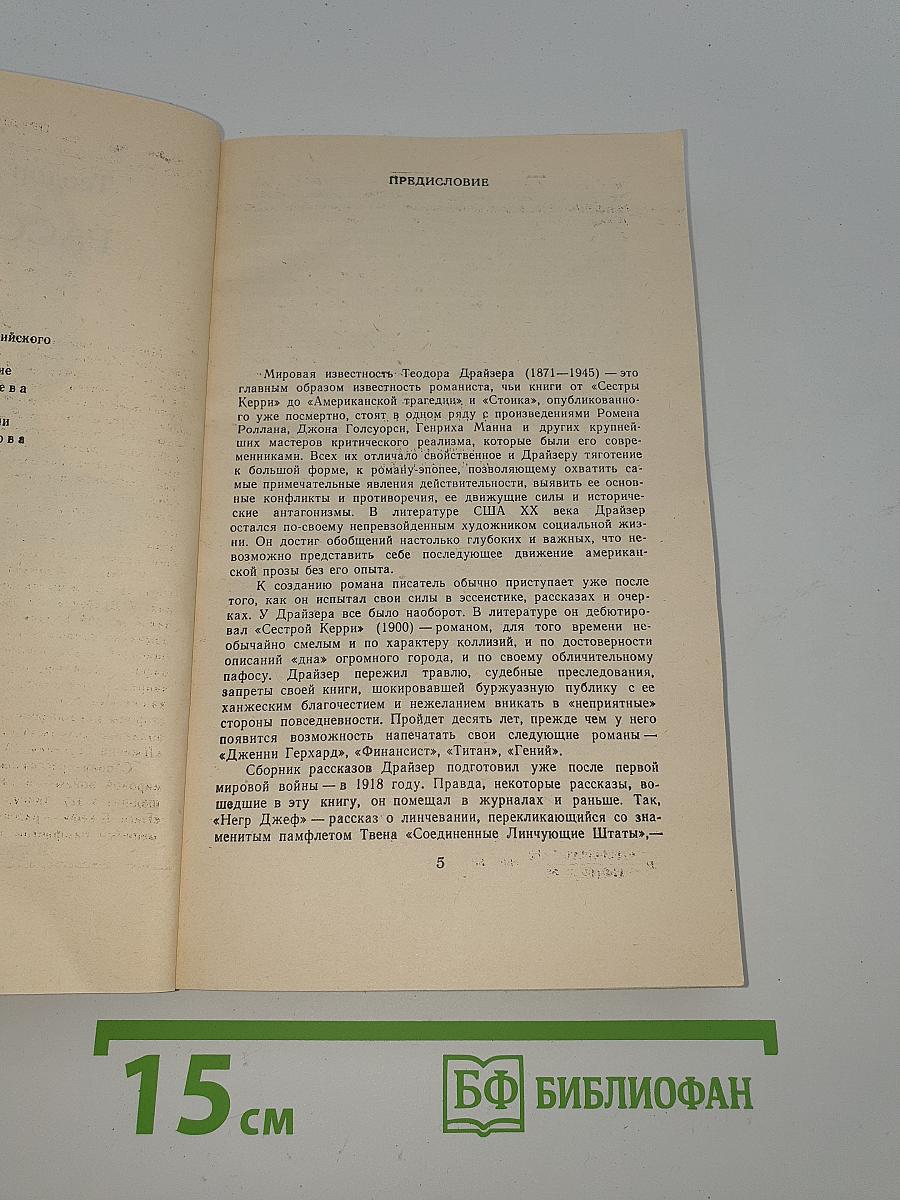 ийского
ие
ева
и
ова
ПРЕДИСЛОВИЕ
Мировая известность Теодора Драйзера (1871—1945) — это
главным образом известность романиста, чьи книги от «Сестры
Керри» до «Американской трагедии» и «Стоика», опубликованно-
го уже посмертно, стоят в одном ряду с произведениями Ромена
Роллана, Джона Голсуорси, Генриха Манна и других крупней-
ших мастеров критического реализма, которые были его совре-
менниками. Всех их отличало свойственное и Драйзеру тяготение
к большой форме, к роману-эпопее, позволяющему охватить са-
мые примечательные явления действительности, выявить ее основ-
ные конфликты и противоречия, ее движущие силы и историче-
ские антагонизмы. В литературе США XX века Драйзер
остался по-своему непревзойденным художником социальной жиз-
ни. Он достиг обобщений настолько глубоких и важных, что не-
возможно представить себе последующее движение американ-
ской прозы без его опыта.
К созданию романа писатель обычно приступает уже после
того, как он испытал свои силы в эссеистике, рассказах и очер-
ках. У Драйзера все было наоборот. В литературе он дебютиро-
вал «Сестрой Керри» (1900) — романом, для того времени не-
обычайно смелым и по характеру коллизий, и по достоверности
описаний «дна» огромного города, и по своему обличительному
пафосу. Драйзер пережил травлю, судебные преследования,
запреты своей книги, шокировавшей буржуазную публику с ее
ханжеским благочестием и нежеланием вникать в «неприятные»
стороны повседневности. Пройдет десять лет, прежде чем у него
появится возможность напечатать свои следующие романы —
«Дженни Герхард», «Финансист», «Титан», «Гений».
Сборник рассказов Драйзер подготовил уже после первой
мировой войны — в 1918 году. Правда, некоторые рассказы, во-
шедшие в эту книгу, он помещал в журналах и раньше. Так,
«Негр Джеф» — рассказ о линчевании, перекликающийся со зна-
менитым памфлетом Твена «Соединенные Линчующие Штаты»,—
5
15 см
БФ БИБЛИОФАН